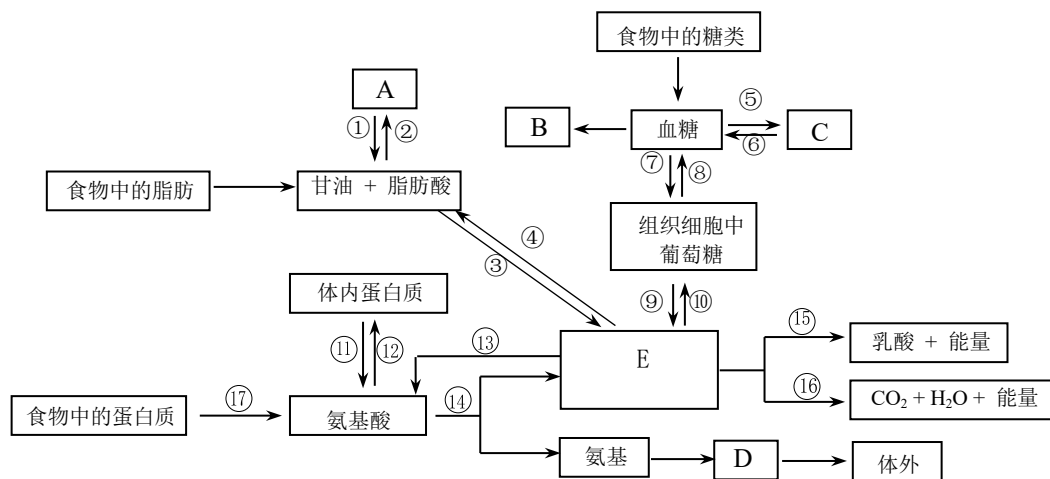 食物中的糖类
A
⑤
① ②
B
血糖
C
⑥
⑦ ⑧
食物中的脂肪
甘油 + 脂肪酸
组织细胞中
葡萄糖
④
③
体内蛋白质
⑨ ⑩
⑪ ⑫
⑬
E
⑮
乳酸 + 能量
⑯
CO₂ + H₂O + 能量
食物中的蛋白质
⑰
氨基酸
⑭
氨基
D
体外